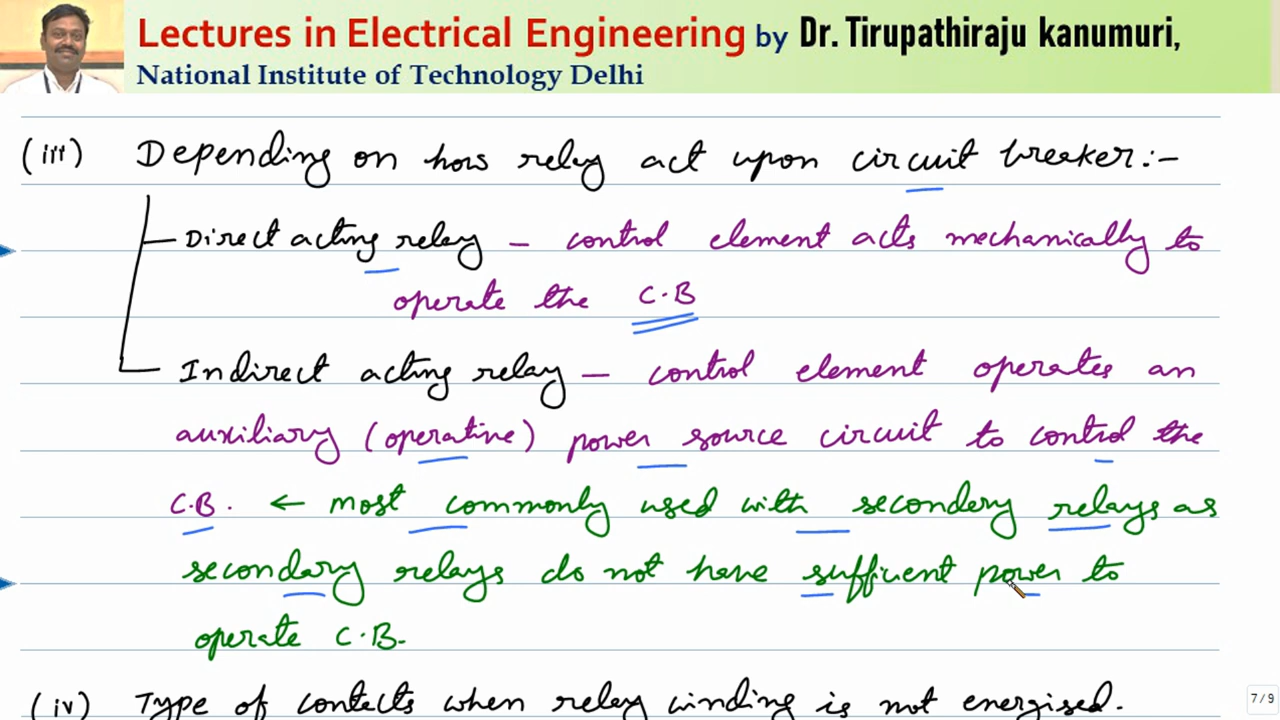 Lectures in Electrical Engineering by Dr. Tirupathiraju kanumuri,
National Institute of Technology Delhi
(iii) Depending on how relay act upon circuit breaker:-
Direct acting relay - control element acts mechanically to
operate the C.B
Indirect acting relay - control element operates an
auxiliary (operative) power source circuit to control the
C.B. ← most commonly used with secondery relays as
secondary relays do not have sufficent power to
operate C.B.
(iv) Type of contacts when relay winding is not energised.
7/9